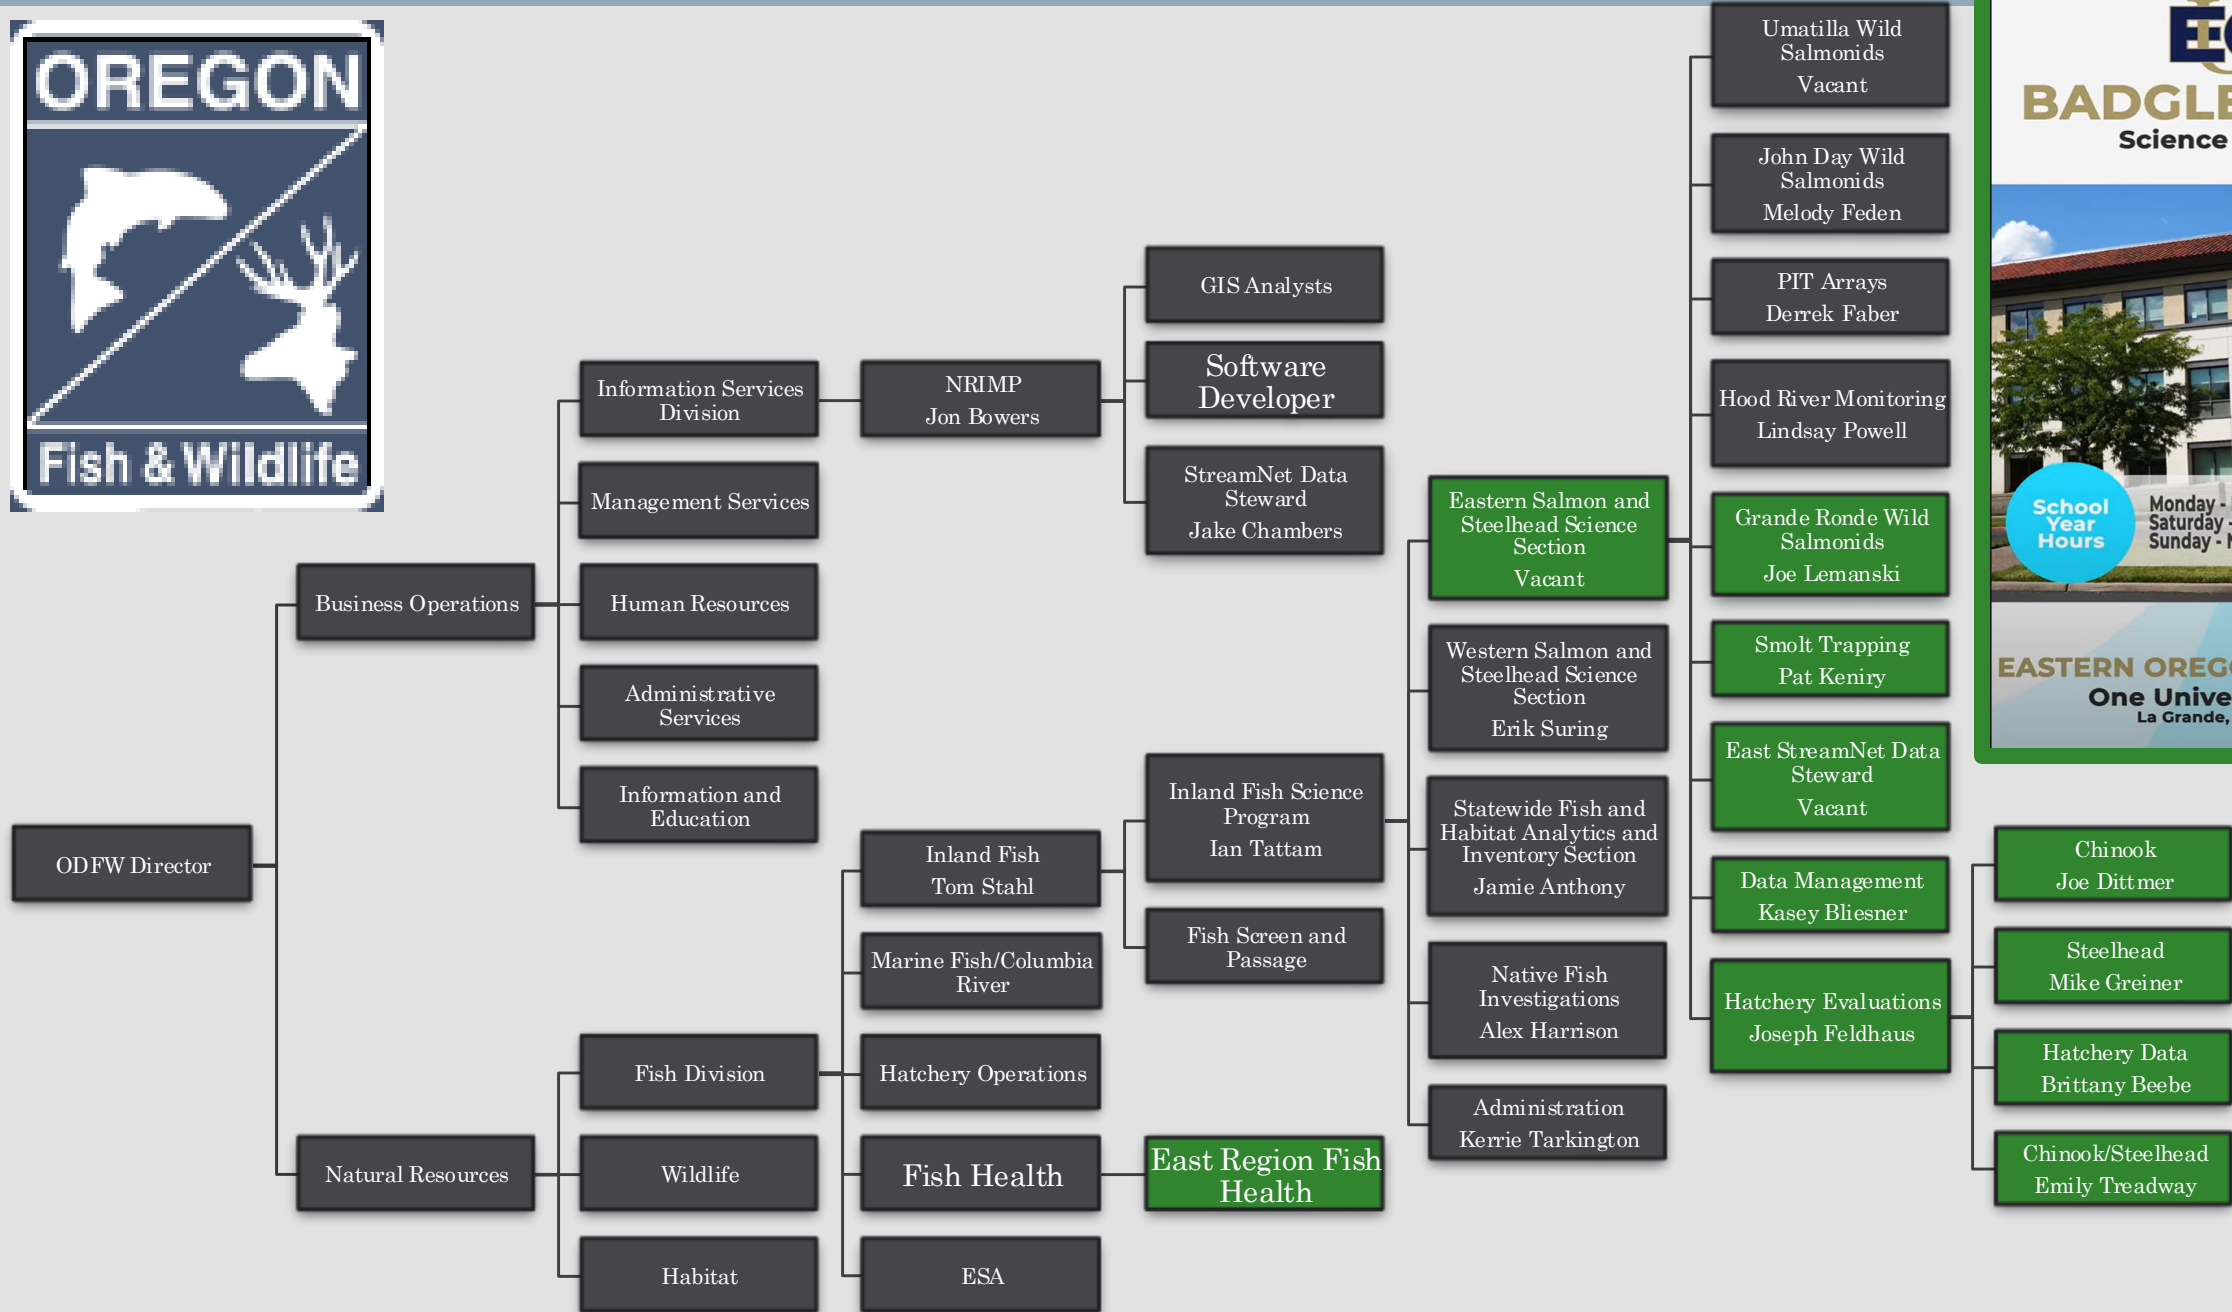 OREGON
Fish & Wildlife
ODFW Director
Business Operations
Natural Resources
Information Services
Division
Management Services
Human Resources
Administrative
Services
Information and
Education
Fish Division
Wildlife
Habitat
NRIMP
Jon Bowers
Inland Fish
Tom Stahl
Marine Fish/Columbia
River
Hatchery Operations
Fish Health
ESA
GIS Analysts
Software
Developer
StreamNet Data
Steward
Jake Chambers
Inland Fish Science
Program
Ian Tattam
Fish Screen and
Passage
East Region Fish
Health
Eastern Salmon and
Steelhead Science
Section
Vacant
Western Salmon and
Steelhead Science
Section
Erik Suring
Statewide Fish and
Habitat Analytics and
Inventory Section
Jamie Anthony
Native Fish
Investigations
Alex Harrison
Administration
Kerrie Tarkington
Umatilla Wild
Salmonids
Vacant
John Day Wild
Salmonids
Melody Feden
PIT Arrays
Derrek Faber
Hood River Monitoring
Lindsay Powell
Grande Ronde Wild
Salmonids
Joe Lemanski
Smolt Trapping
Pat Keniry
East StreamNet Data
Steward
Vacant
Data Management
Kasey Bliesner
Hatchery Evaluations
Joseph Feldhaus
Chinook
Joe Dittmer
Steelhead
Mike Greiner
Hatchery Data
Brittany Beebe
Chinook/Steelhead
Emily Treadway
BADGLE
Science
School
Year
Hours
Monday -
Saturday -
Sunday -
EASTERN OREG
One Unive
La Grande,